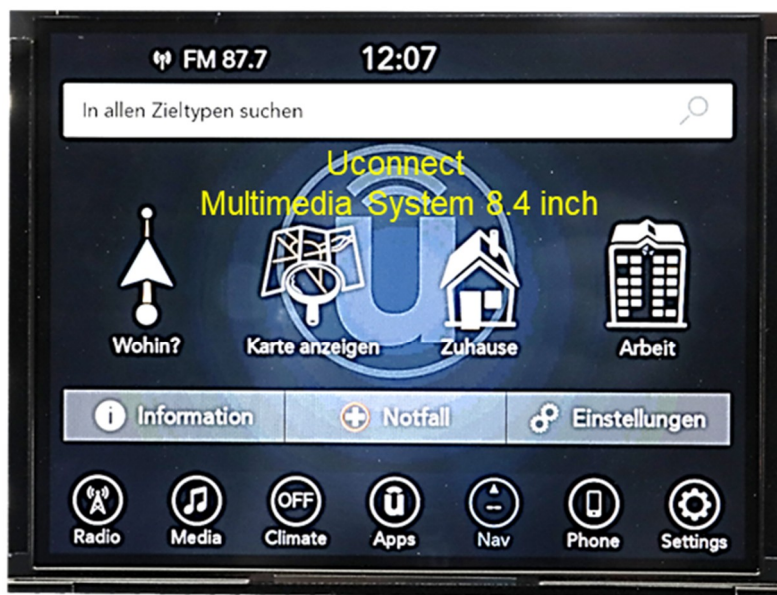 FM 87.7 12:07
In allen Zieltypen suchen
Uconnect
Multimedia System 8.4 inch
û
Wohin? Karte anzeigen Zuhause Arbeit
i Information Notfall Einstellungen
OFF û --
Radio Media Climate Apps Nav Phone Settings